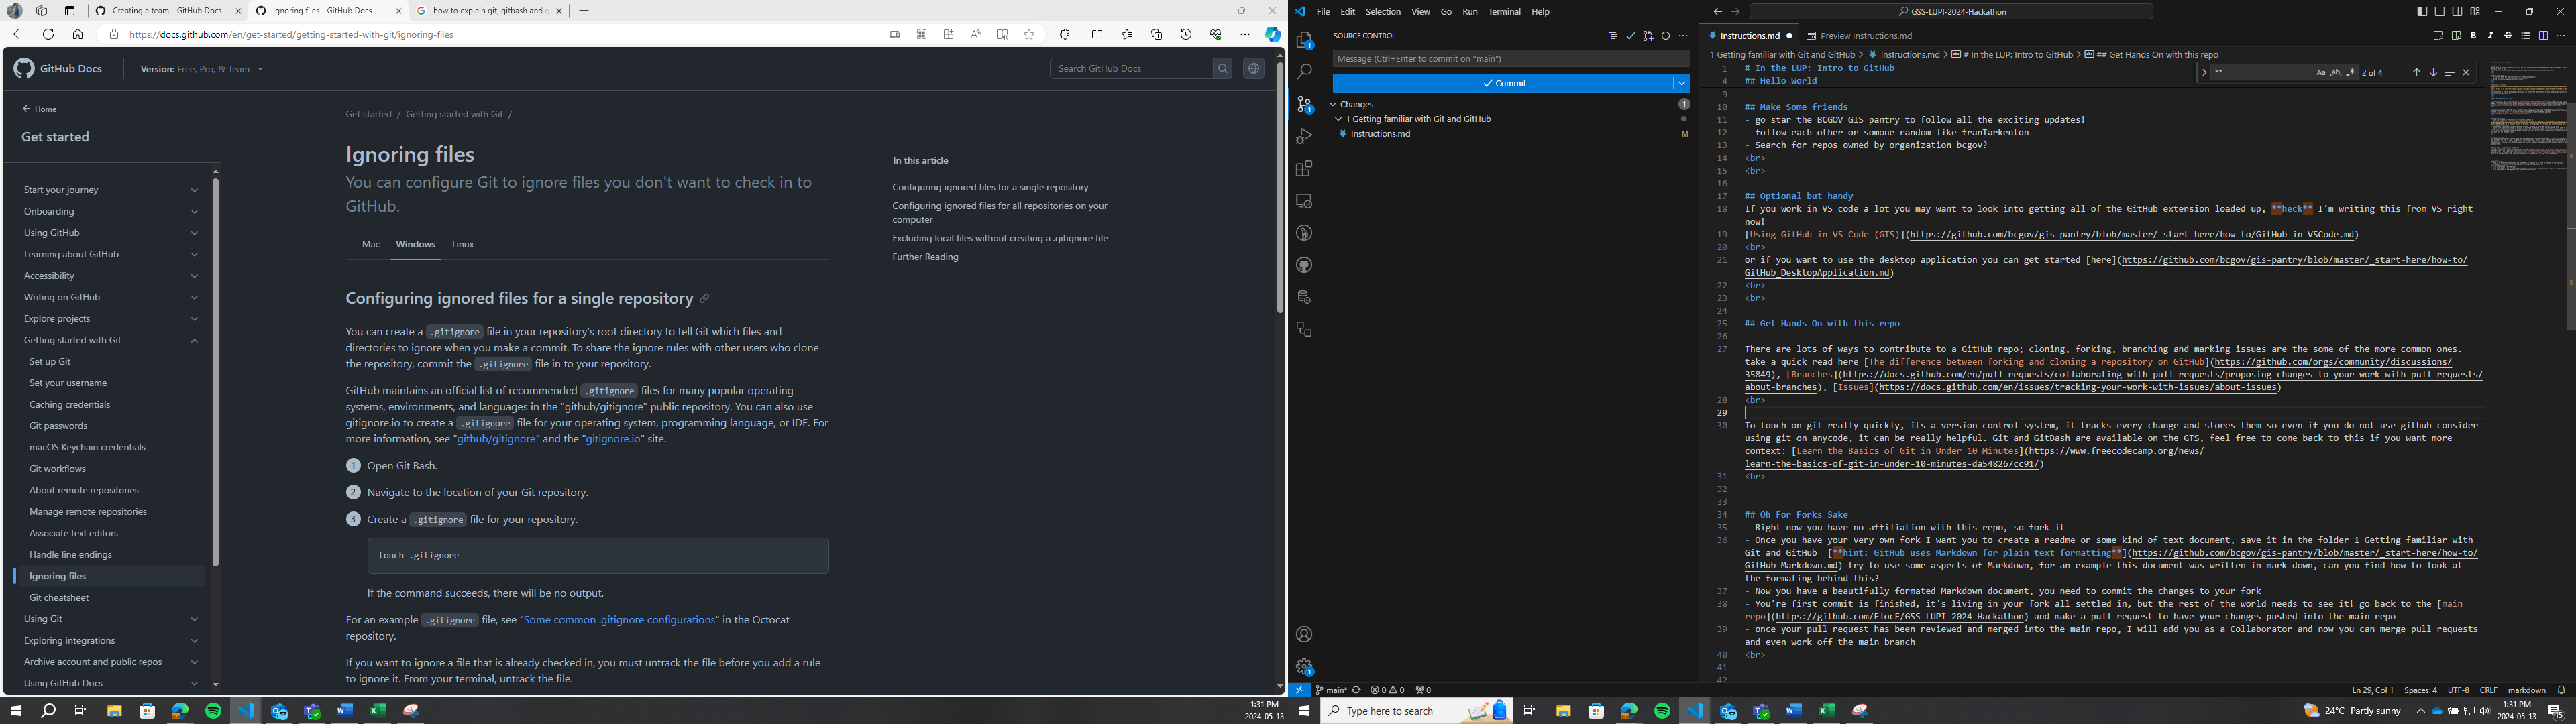 Creating a team - GitHub Docs
Ignoring files - GitHub Docs
how to explain git, gitbash and g
https://docs.github.com/en/get-started/getting-started-with-git/ignoring-files
GitHub Docs
Version: Free, Pro, & Team
Search GitHub Docs
Home
Get started
Start your journey
Onboarding
Using GitHub
Learning about GitHub
Accessibility
Writing on GitHub
Explore projects
Getting started with Git
Set up Git
Set your username
Caching credentials
Git passwords
macOS Keychain credentials
Git workflows
About remote repositories
Manage remote repositories
Associate text editors
Handle line endings
Ignoring files
Git cheatsheet
Using Git
Exploring integrations
Archive account and public repos
Using GitHub Docs
Get started / Getting started with Git /
Ignoring files
You can configure Git to ignore files you don't want to check in to
GitHub.
Mac Windows Linux
Configuring ignored files for a single repository
You can create a .gitignore file in your repository's root directory to tell Git which files and
directories to ignore when you make a commit. To share the ignore rules with other users who clone
the repository, commit the .gitignore file in to your repository.
GitHub maintains an official list of recommended .gitignore files for many popular operating
systems, environments, and languages in the "github/gitignore" public repository. You can also use
gitignore.io to create a .gitignore file for your operating system, programming language, or IDE. For
more information, see "github/gitignore" and the "gitignore.io" site.
1 Open Git Bash.
2 Navigate to the location of your Git repository.
3 Create a .gitignore file for your repository.
touch .gitignore
If the command succeeds, there will be no output.
For an example .gitignore file, see "Some common .gitignore configurations" in the Octocat
repository.
If you want to ignore a file that is already checked in, you must untrack the file before you add a rule
to ignore it. From your terminal, untrack the file.
In this article
Configuring ignored files for a single repository
Configuring ignored files for all repositories on your
computer
Excluding local files without creating a .gitignore file
Further Reading
1:31 PM
2024-05-13
File Edit Selection View Go Run Terminal Help
GSS-LUPI-2024-Hackathon
SOURCE CONTROL
Message (Ctrl+Enter to commit on "main")
Commit
Changes 1
1 Getting familiar with Git and GitHub
Instructions.md M
Instructions.md
Preview Instructions.md
1 Getting familiar with Git and GitHub > Instructions.md > # In the LUP: Intro to GitHub > ## Get Hands On with this repo
** Aa ab 2 of 4
1 # In the LUP: Intro to GitHub
4 ## Hello World
9
10 ## Make Some friends
11 - go star the BCGOV GIS pantry to follow all the exciting updates!
12 - follow each other or somone random like franTarkenton
13 - Search for repos owned by organization bcgov?
14 <br>
15 <br>
16
17 ## Optional but handy
18 If you work in VS code a lot you may want to look into getting all of the GitHub extension loaded up, **heck** I'm writing this from VS right
now!
19 [Using GitHub in VS Code (GTS)](https://github.com/bcgov/gis-pantry/blob/master/_start-here/how-to/GitHub_in_VSCode.md)
20 <br>
21 or if you want to use the desktop application you can get started [here](https://github.com/bcgov/gis-pantry/blob/master/_start-here/how-to/
GitHub_DesktopApplication.md)
22 <br>
23 <br>
24
25 ## Get Hands On with this repo
26
27 There are lots of ways to contribute to a GitHub repo; cloning, forking, branching and marking issues are the some of the more common ones.
take a quick read here [The difference between forking and cloning a repository on GitHub](https://github.com/orgs/community/discussions/
35849), [Branches](https://docs.github.com/en/pull-requests/collaborating-with-pull-requests/proposing-changes-to-your-work-with-pull-requests/
about-branches), [Issues](https://docs.github.com/en/issues/tracking-your-work-with-issues/about-issues)
28 <br>
29
30 To touch on git really quickly, its a version control system, it tracks every change and stores them so even if you do not use github consider
using git on anycode, it can be really helpful. Git and GitBash are available on the GTS, feel free to come back to this if you want more
context: [Learn the Basics of Git in Under 10 Minutes](https://www.freecodecamp.org/news/
learn-the-basics-of-git-in-under-10-minutes-da548267cc91/)
31 <br>
32
33
34 ## Oh For Forks Sake
35 - Right now you have no affiliation with this repo, so fork it
36 - Once you have your very own fork I want you to create a readme or some kind of text document, save it in the folder 1 Getting familiar with
Git and GitHub [**hint: GitHub uses Markdown for plain text formatting**](https://github.com/bcgov/gis-pantry/blob/master/_start-here/how-to/
GitHub_Markdown.md) try to use some aspects of Markdown, for an example this document was written in mark down, can you find how to look at
the formating behind this?
37 - Now you have a beautifully formated Markdown document, you need to commit the changes to your fork
38 - You're first commit is finished, it's living in your fork all settled in, but the rest of the world needs to see it! go back to the [main
repo](https://github.com/ElocF/GSS-LUPI-2024-Hackathon) and make a pull request to have your changes pushed into the main repo
39 - once your pull request has been reviewed and merged into the main repo, I will add you as a Collaborator and now you can merge pull requests
and even work off the main branch
40 <br>
41 ---
42
main* 0 0 0
Ln 29, Col 1 Spaces: 4 UTF-8 CRLF markdown
Type here to search
24°C Partly sunny
1:31 PM
2024-05-13